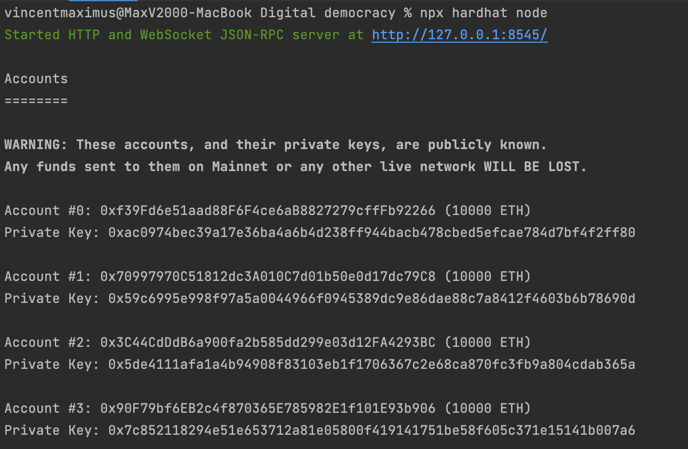 vincentmaximus@MaxV2000-MacBook Digital democracy % npx hardhat node
Started HTTP and WebSocket JSON-RPC server at http://127.0.0.1:8545/
Accounts
========
WARNING: These accounts, and their private keys, are publicly known.
Any funds sent to them on Mainnet or any other live network WILL BE LOST.
Account #0: 0xf39Fd6e51aad88F6F4ce6aB8827279cffFb92266 (10000 ETH)
Private Key: 0xac0974bec39a17e36ba4a6b4d238ff944bacb478cbed5efcae784d7bf4f2ff80
Account #1: 0x70997970C51812dc3A010C7d01b50e0d17dc79C8 (10000 ETH)
Private Key: 0x59c6995e998f97a5a0044966f0945389dc9e86dae88c7a8412f4603b6b78690d
Account #2: 0x3C44CdDdB6a900fa2b585dd299e03d12FA4293BC (10000 ETH)
Private Key: 0x5de4111afa1a4b94908f83103eb1f1706367c2e68ca870fc3fb9a804cdab365a
Account #3: 0x90F79bf6EB2c4f870365E785982E1f101E93b906 (10000 ETH)
Private Key: 0x7c852118294e51e653712a81e05800f419141751be58f605c371e15141b007a6